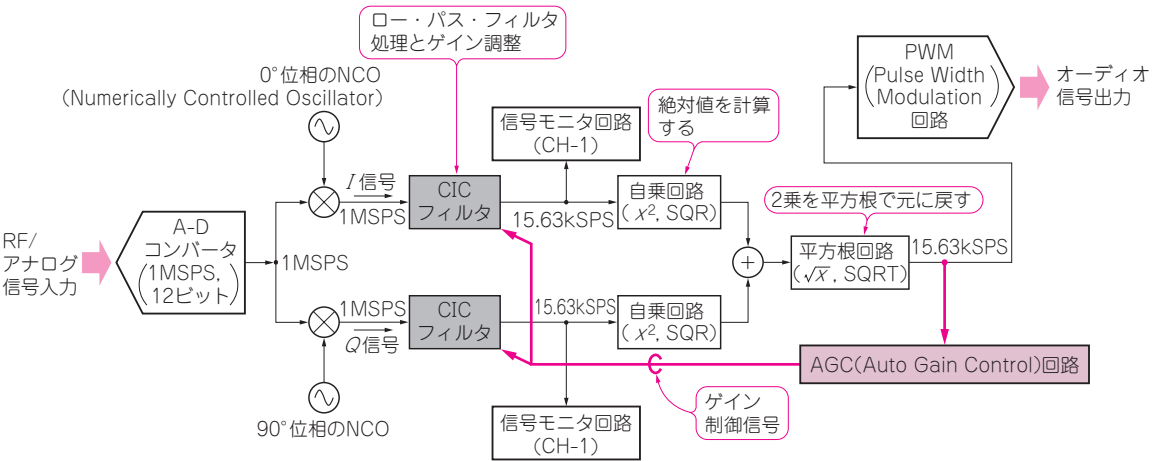 ロー・パス・フィルタ
処理とゲイン調整
0°位相のNCO
(Numerically Controlled Oscillator)
信号モニタ回路
(CH-1)
絶対値を計算
する
PWM
(Pulse Width
Modulation)
回路
オーディオ
信号出力
I信号
1MSPS
CIC
フィルタ
15.63kSPS
自乗回路
(x², SQR)
2乗を平方根で元に戻す
RF/
アナログ
信号入力
A-D
コンバータ
(1MSPS,
12ビット)
1MSPS
+
平方根回路
(√x, SQRT)
15.63kSPS
1MSPS
Q信号
CIC
フィルタ
15.63kSPS
自乗回路
(x², SQR)
AGC(Auto Gain Control)回路
90°位相のNCO
信号モニタ回路
(CH-1)
ゲイン
制御信号